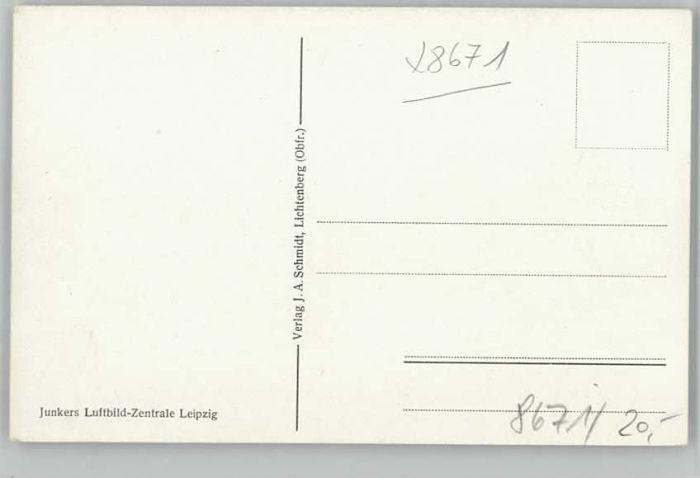 x8671
Verlag J. A. Schmidt, Lichtenberg (Obfr.)
Junkers Luftbild-Zentrale Leipzig
8671/ 20,-